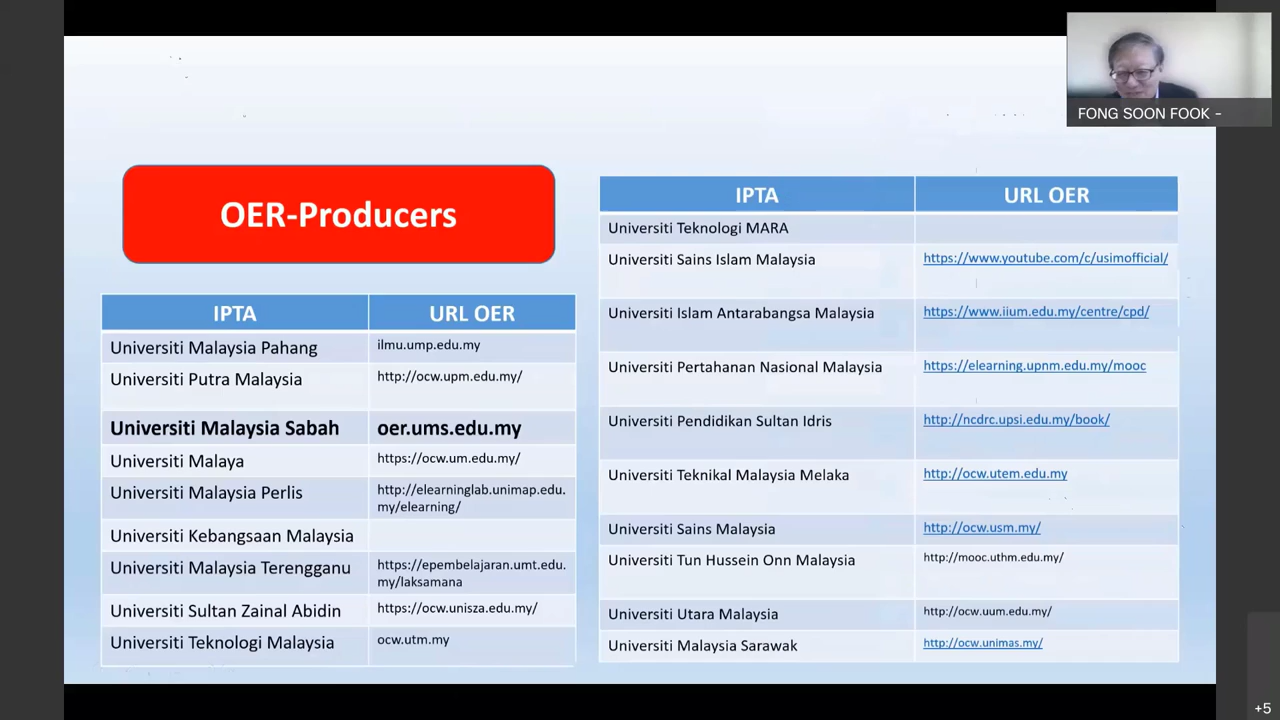 FONG SOON FOOK -
OER-Producers
IPTA URL OER
Universiti Malaysia Pahang ilmu.ump.edu.my
Universiti Putra Malaysia http://ocw.upm.edu.my/
Universiti Malaysia Sabah oer.ums.edu.my
Universiti Malaya https://ocw.um.edu.my/
Universiti Malaysia Perlis http://elearninglab.unimap.edu.
my/elearning/
Universiti Kebangsaan Malaysia
Universiti Malaysia Terengganu https://epembelajaran.umt.edu.
my/laksamana
Universiti Sultan Zainal Abidin https://ocw.unisza.edu.my/
Universiti Teknologi Malaysia ocw.utm.my
IPTA URL OER
Universiti Teknologi MARA
Universiti Sains Islam Malaysia https://www.youtube.com/c/usimofficial/
Universiti Islam Antarabangsa Malaysia https://www.iium.edu.my/centre/cpd/
Universiti Pertahanan Nasional Malaysia https://elearning.upnm.edu.my/mooc
Universiti Pendidikan Sultan Idris http://ncdrc.upsi.edu.my/book/
Universiti Teknikal Malaysia Melaka http://ocw.utem.edu.my
Universiti Sains Malaysia http://ocw.usm.my/
Universiti Tun Hussein Onn Malaysia http://mooc.uthm.edu.my/
Universiti Utara Malaysia http://ocw.uum.edu.my/
Universiti Malaysia Sarawak http://ocw.unimas.my/
+5